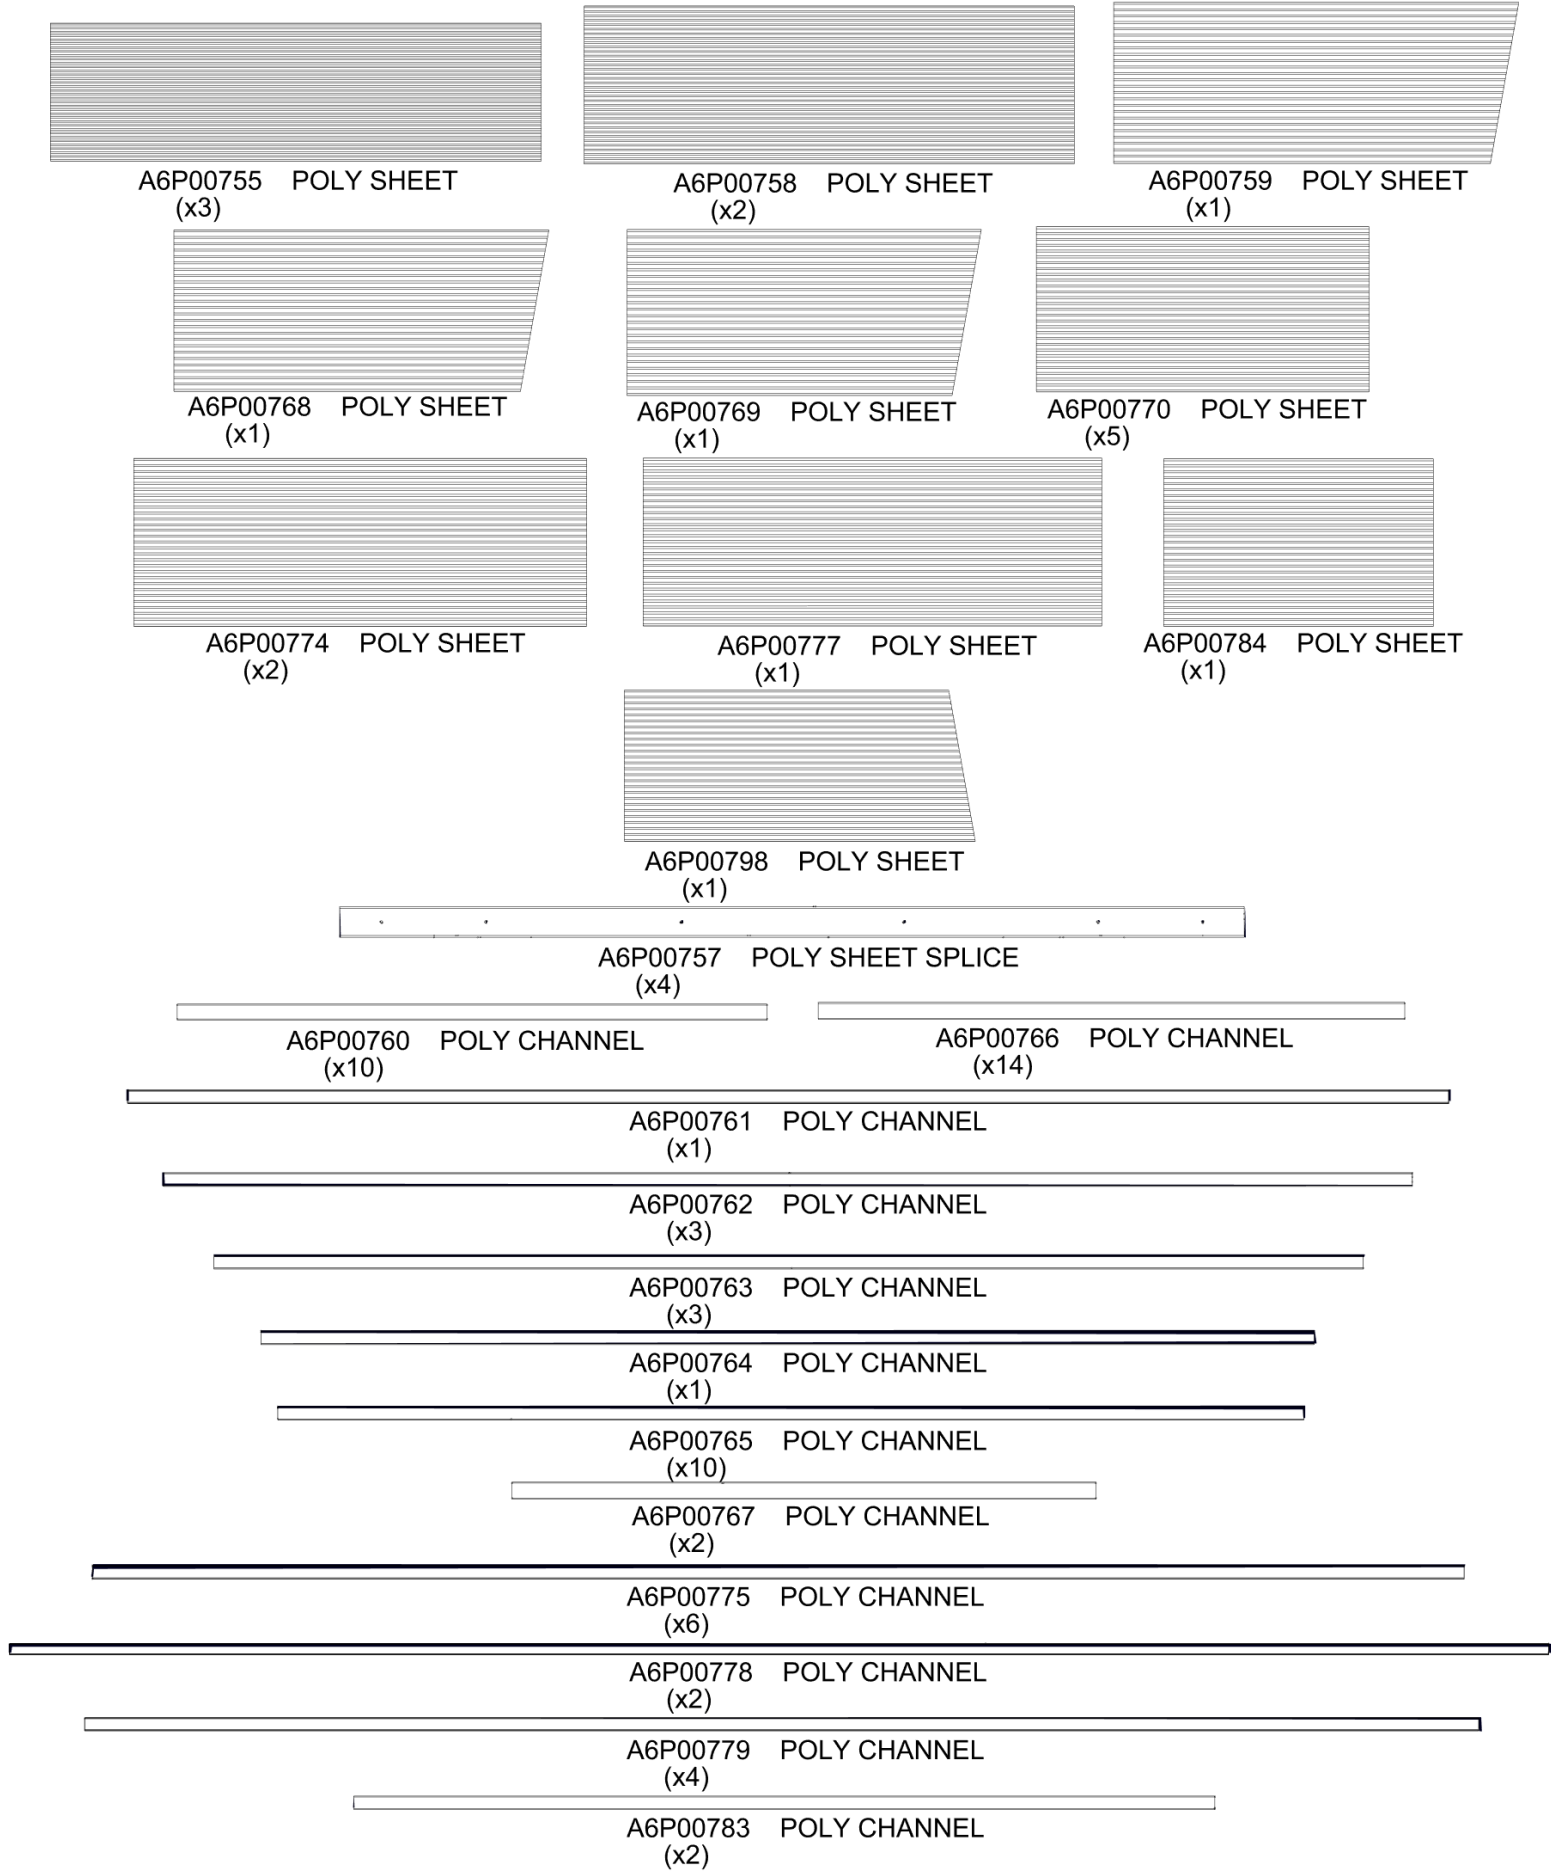 A6P00755 POLY SHEET
(x3)
A6P00758 POLY SHEET
(x2)
A6P00759 POLY SHEET
(x1)
A6P00768 POLY SHEET
(x1)
A6P00769 POLY SHEET
(x1)
A6P00770 POLY SHEET
(x5)
A6P00774 POLY SHEET
(x2)
A6P00777 POLY SHEET
(x1)
A6P00784 POLY SHEET
(x1)
A6P00798 POLY SHEET
(x1)
A6P00757 POLY SHEET SPLICE
(x4)
A6P00760 POLY CHANNEL
(x10)
A6P00766 POLY CHANNEL
(x14)
A6P00761 POLY CHANNEL
(x1)
A6P00762 POLY CHANNEL
(x3)
A6P00763 POLY CHANNEL
(x3)
A6P00764 POLY CHANNEL
(x1)
A6P00765 POLY CHANNEL
(x10)
A6P00767 POLY CHANNEL
(x2)
A6P00775 POLY CHANNEL
(x6)
A6P00778 POLY CHANNEL
(x2)
A6P00779 POLY CHANNEL
(x4)
A6P00783 POLY CHANNEL
(x2)